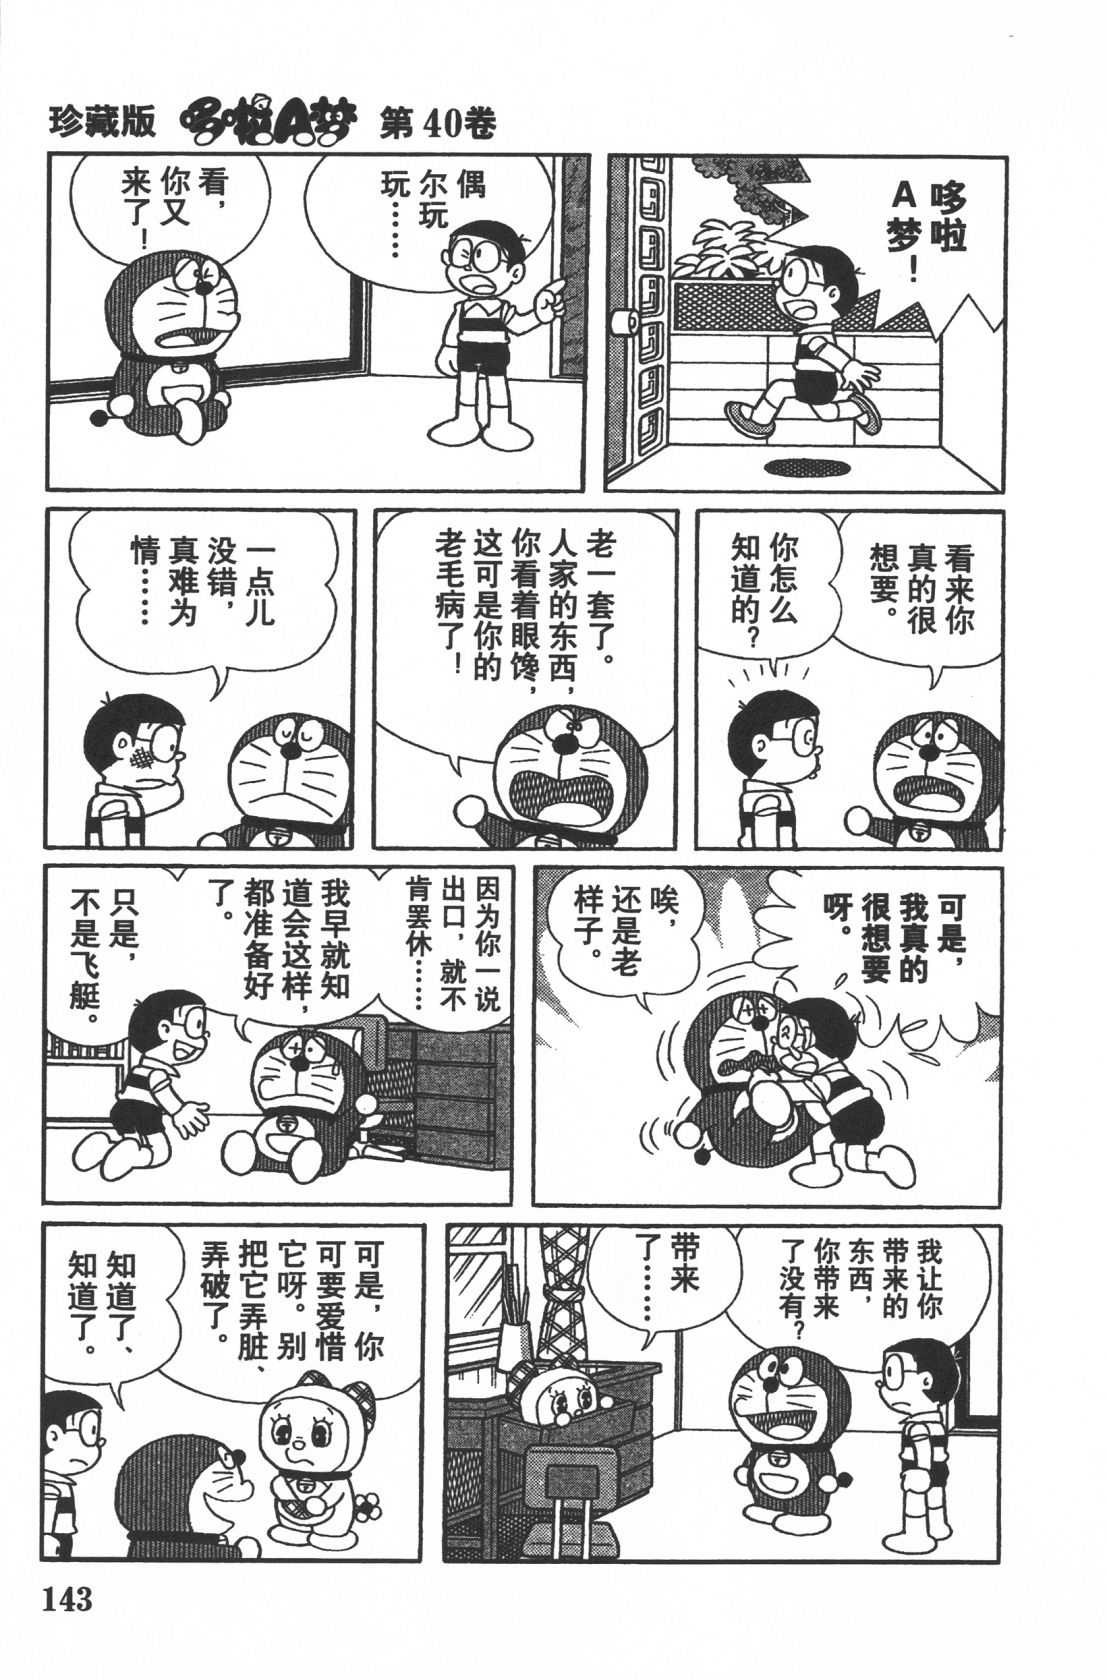 珍藏版 哆啦A梦 第40卷
哆啦
A梦！
偶
尔玩
玩……
看，
你又
来了！
看来你
真的很
想要。
你怎么
知道的？
老一套了。
人家的东西，
你看着眼馋，
这可是你的
老毛病了！
一点儿
没错，
真难为
情……
可是，
我真的
很想要
呀。
唉，
还是老
样子。
因为你一说
出口，就不
肯罢休……
我早就知
道会这样，
都准备好
了。
只是，
不是飞艇。
我让你
带来的
东西，
你带来
了没有？
带来
了……
可是，你
可要爱惜
它呀。别
把它弄脏、
弄破了。
知道了、
知道了。
143